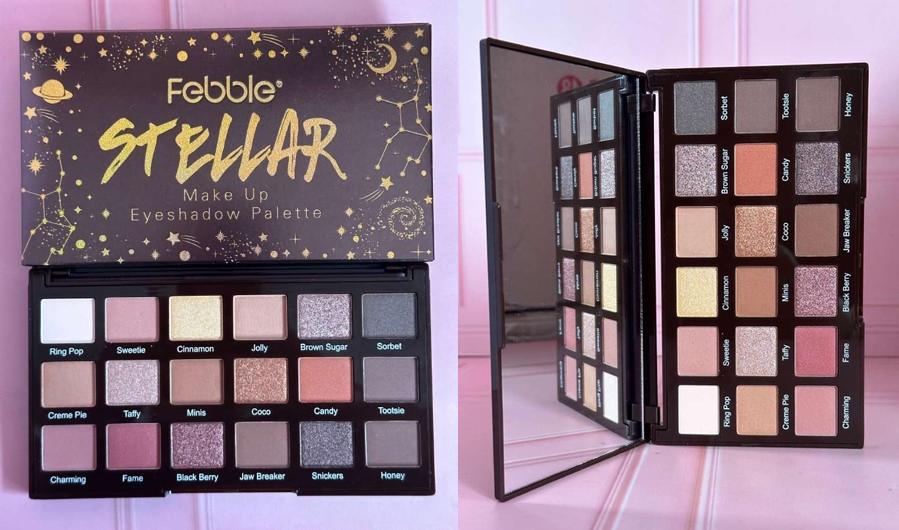 Febble®
STELLAR
Make Up
Eyeshadow Palette
Ring Pop Sweetie Cinnamon Jolly Brown Sugar Sorbet
Creme Pie Taffy Minis Coco Candy Tootsie
Charming Fame Black Berry Jaw Breaker Snickers Honey
Sorbet Tootsie Honey
Brown Sugar Candy Snickers
Jolly Coco Jaw Breaker
Cinnamon Minis Black Berry
Sweetie Taffy Fame
Ring Pop Creme Pie Charming